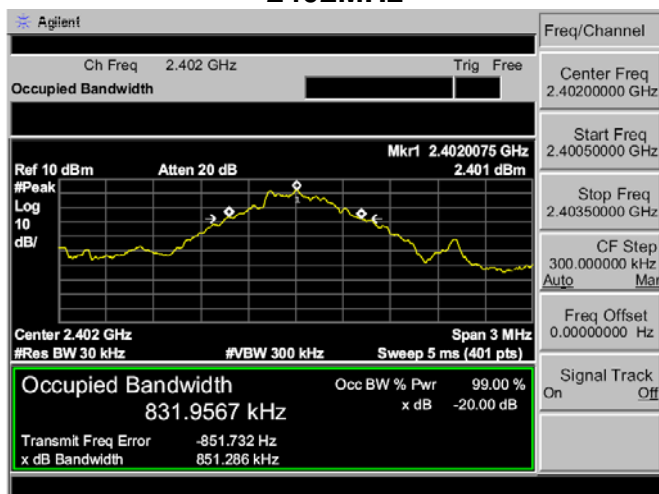 Agilent
Freq/Channel
Ch Freq 2.402 GHz Trig Free
Occupied Bandwidth
Center Freq
2.40200000 GHz
Start Freq
2.40050000 GHz
Stop Freq
2.40350000 GHz
CF Step
300.000000 kHz
Auto
Freq Offset
0.00000000 Hz
Signal Track
On Off
Mkr1 2.4020075 GHz
Ref 10 dBm Atten 20 dB 2.401 dBm
#Peak
Log
10
dB/
1
Center 2.402 GHz Span 3 MHz
#Res BW 30 kHz #VBW 300 kHz Sweep 5 ms (401 pts)
Occupied Bandwidth Occ BW % Pwr 99.00 %
831.9567 kHz x dB -20.00 dB
Transmit Freq Error -851.732 Hz
x dB Bandwidth 851.286 kHz